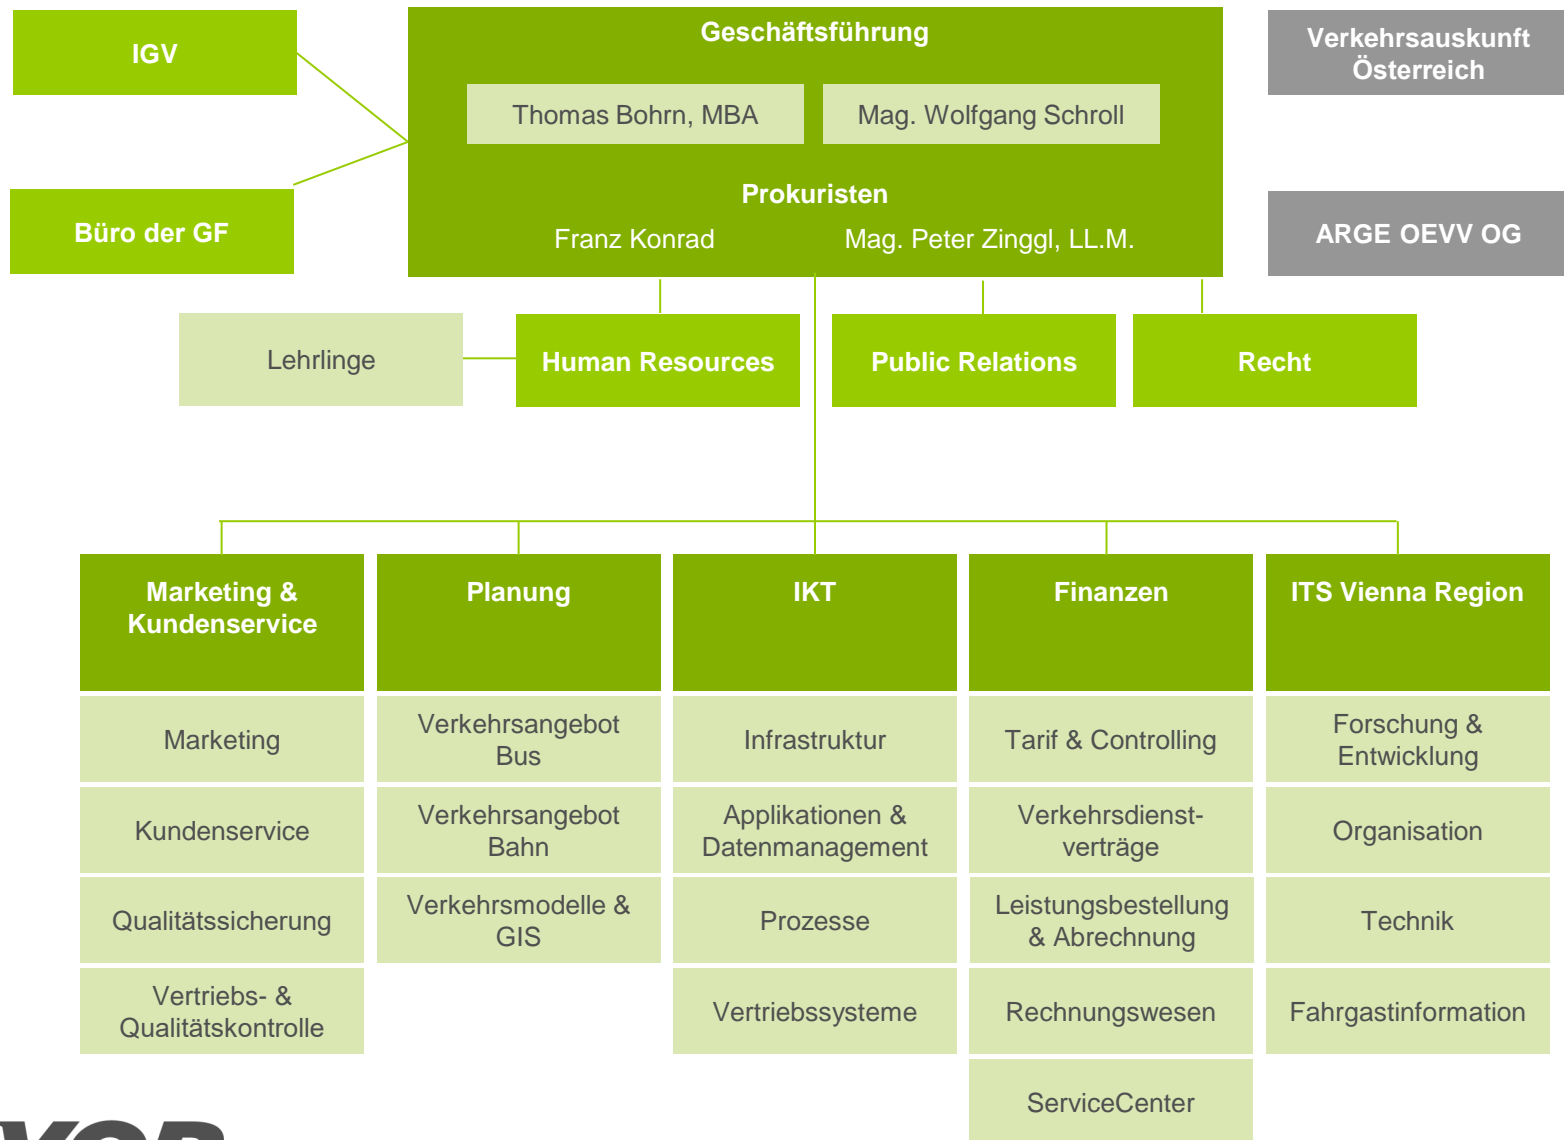 IGV
Geschäftsführung
Verkehrsauskunft
Österreich
Thomas Bohrn, MBA
Mag. Wolfgang Schroll
Büro der GF
Prokuristen
Franz Konrad
Mag. Peter Zinggl, LL.M.
ARGE OEVV OG
Lehrlinge
Human Resources
Public Relations
Recht
Marketing &
Kundenservice
Planung
IKT
Finanzen
ITS Vienna Region
Marketing
Verkehrsangebot
Bus
Infrastruktur
Tarif & Controlling
Forschung &
Entwicklung
Kundenservice
Verkehrsangebot
Bahn
Applikationen &
Datenmanagement
Verkehrsdienst-
verträge
Organisation
Qualitätssicherung
Verkehrsmodelle &
GIS
Prozesse
Leistungsbestellung
& Abrechnung
Technik
Vertriebs- &
Qualitätskontrolle
Vertriebssysteme
Rechnungswesen
Fahrgastinformation
ServiceCenter
VOR